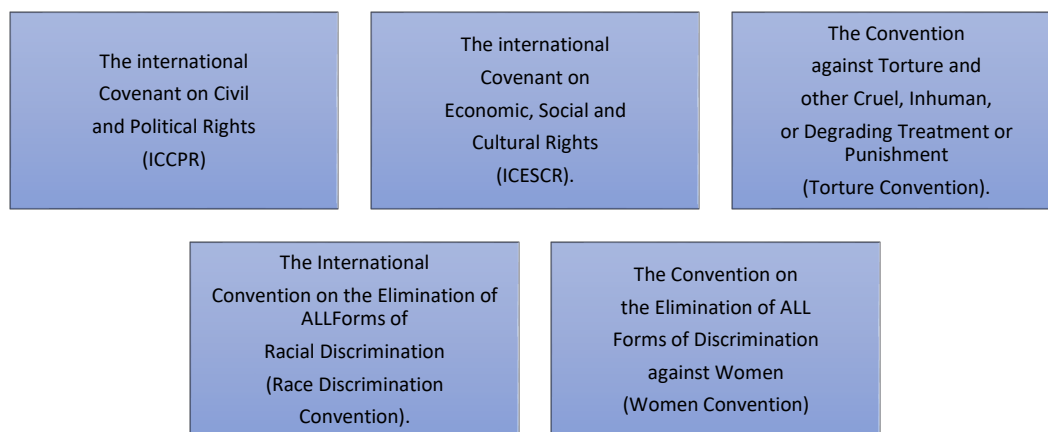 The international
Covenant on Civil
and Political Rights
(ICCPR)
The international
Covenant on
Economic, Social and
Cultural Rights
(ICESCR).
The Convention
against Torture and
other Cruel, Inhuman,
or Degrading Treatment or
Punishment
(Torture Convention).
The International
Convention on the Elimination of
ALLForms of
Racial Discrimination
(Race Discrimination
Convention).
The Convention on
the Elimination of ALL
Forms of Discrimination
against Women
(Women Convention)